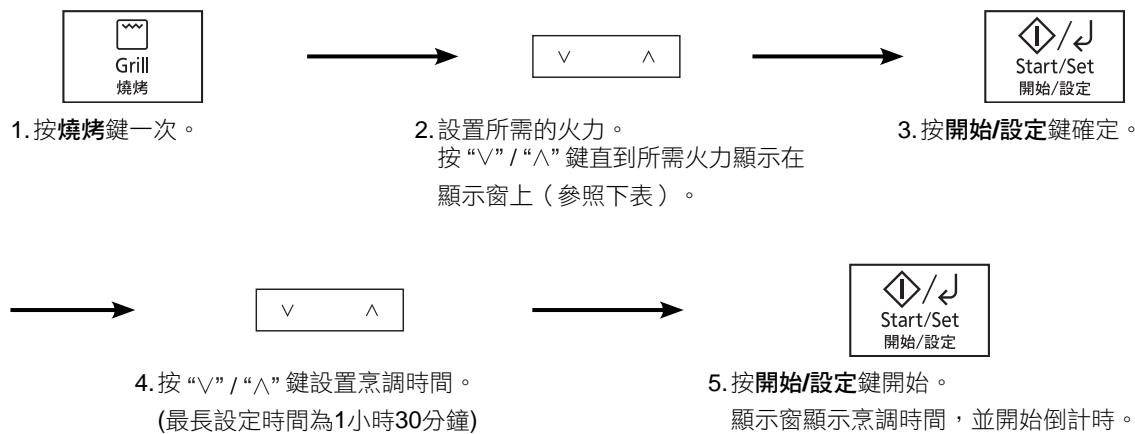 Grill
燒烤
∨ ∧
Start/Set
開始/設定
1.按燒烤鍵一次。
2.設置所需的火力。
按 “∨” / “∧” 鍵直到所需火力顯示在
顯示窗上（參照下表）。
3.按開始/設定鍵確定。
∨ ∧
Start/Set
開始/設定
4.按 “∨” / “∧” 鍵設置烹調時間。
(最長設定時間為1小時30分鐘)
5.按開始/設定鍵開始。
顯示窗顯示烹調時間，並開始倒計時。